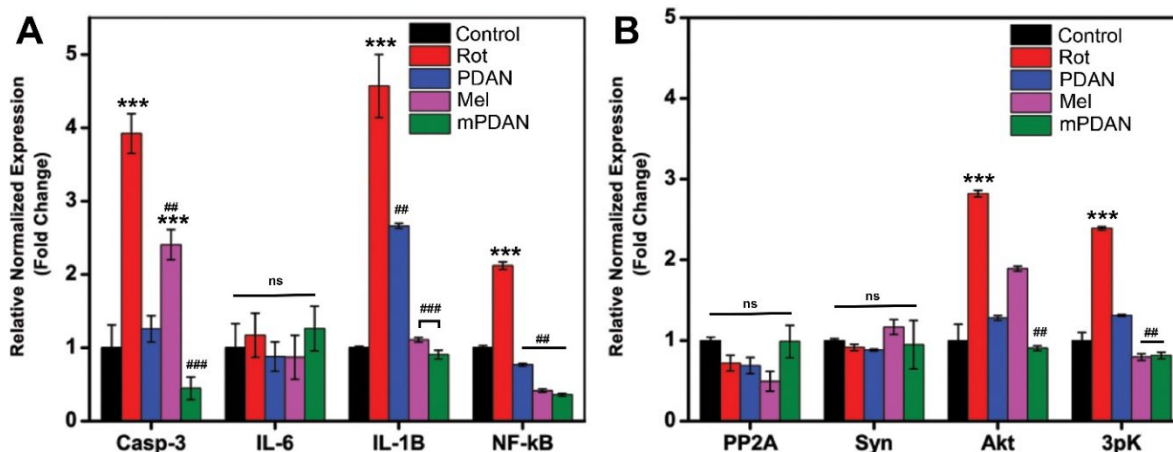 A
Relative Normalized Expression
(Fold Change)
5
4
3
2
1
0
Control
Rot
PDAN
Mel
mPDAN
***
##
***
###
ns
***
##
###
***
##
Casp-3 IL-6 IL-1B NF-kB
B
Relative Normalized Expression
(Fold Change)
5
4
3
2
1
0
Control
Rot
PDAN
Mel
mPDAN
ns
ns
***
##
***
##
PP2A Syn Akt 3pK